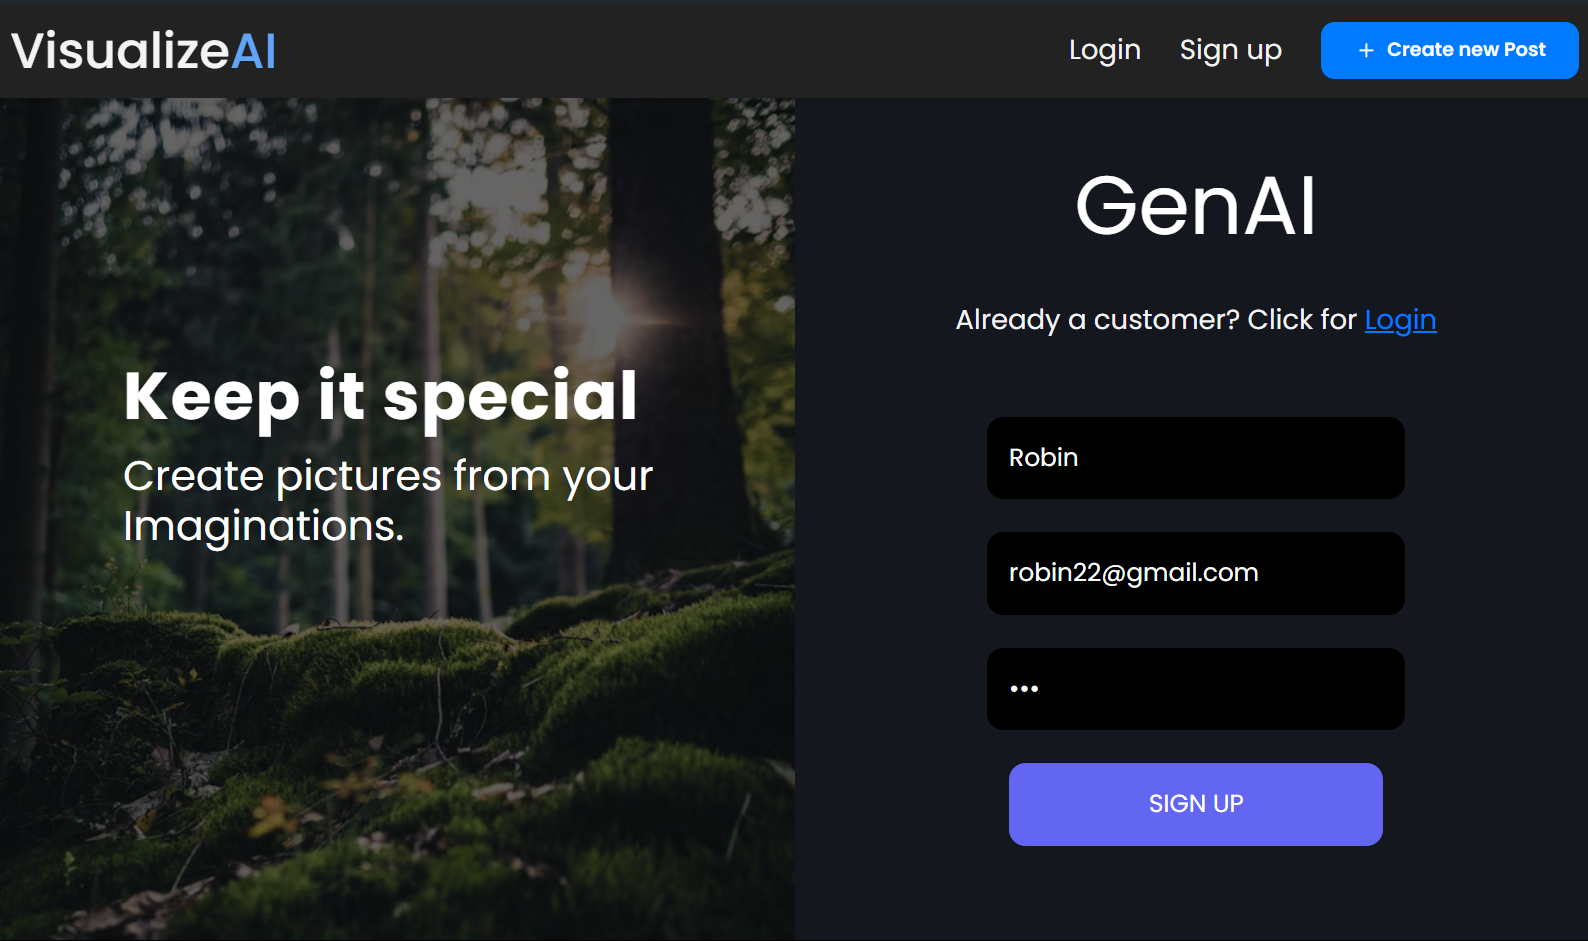 VisualizeAI
Login
Sign up
+ Create new Post
Keep it special
Create pictures from your
Imaginations.
GenAI
Already a customer? Click for Login
Robin
robin22@gmail.com
•••
SIGN UP